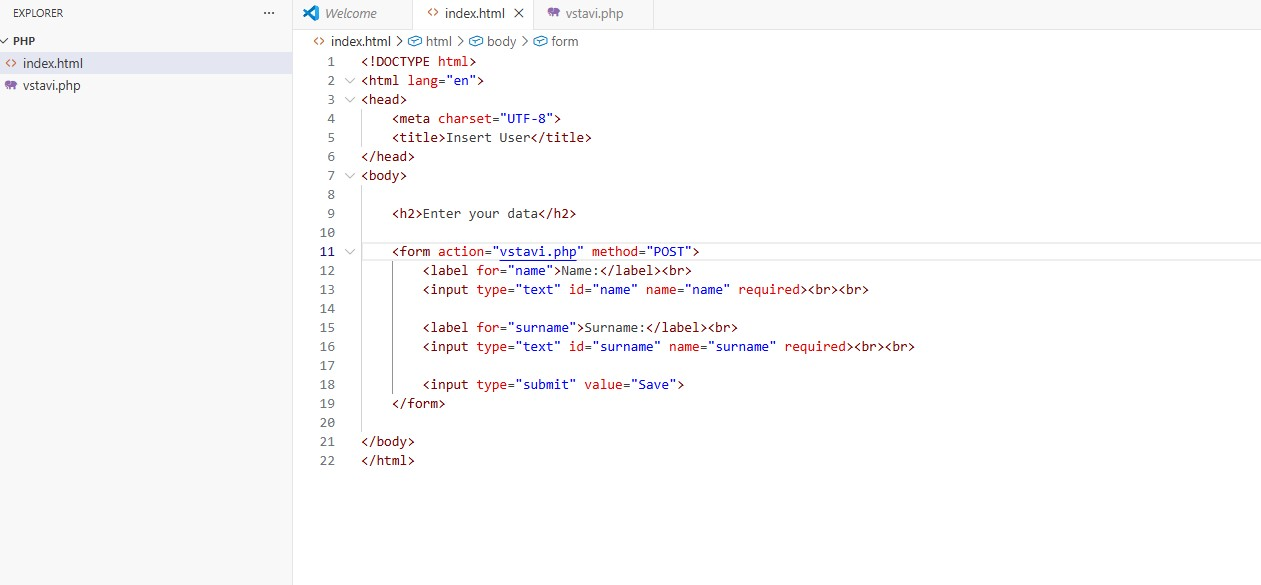 EXPLORER ···
PHP
index.html
vstavi.php
Welcome index.html vstavi.php
index.html > html > body > form
1 <!DOCTYPE html>
2 <html lang="en">
3 <head>
4     <meta charset="UTF-8">
5     <title>Insert User</title>
6 </head>
7 <body>
8
9     <h2>Enter your data</h2>
10
11     <form action="vstavi.php" method="POST">
12         <label for="name">Name:</label><br>
13         <input type="text" id="name" name="name" required><br><br>
14
15         <label for="surname">Surname:</label><br>
16         <input type="text" id="surname" name="surname" required><br><br>
17
18         <input type="submit" value="Save">
19     </form>
20
21 </body>
22 </html>